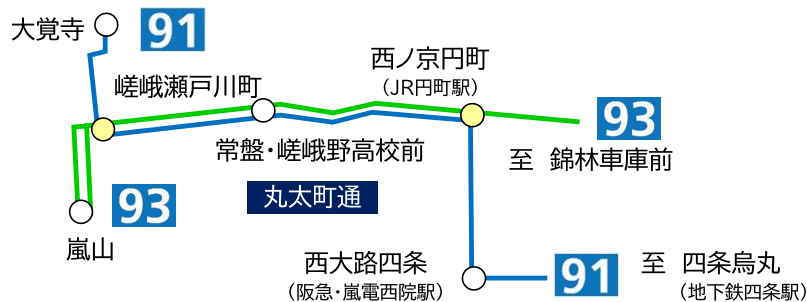 大覚寺
91
嵯峨瀬戸川町
西ノ京円町
（JR円町駅）
93
常盤・嵯峨野高校前
至 錦林車庫前
丸太町通
93
嵐山
西大路四条
（阪急・嵐電西院駅）
91
至 四条烏丸
（地下鉄四条駅）